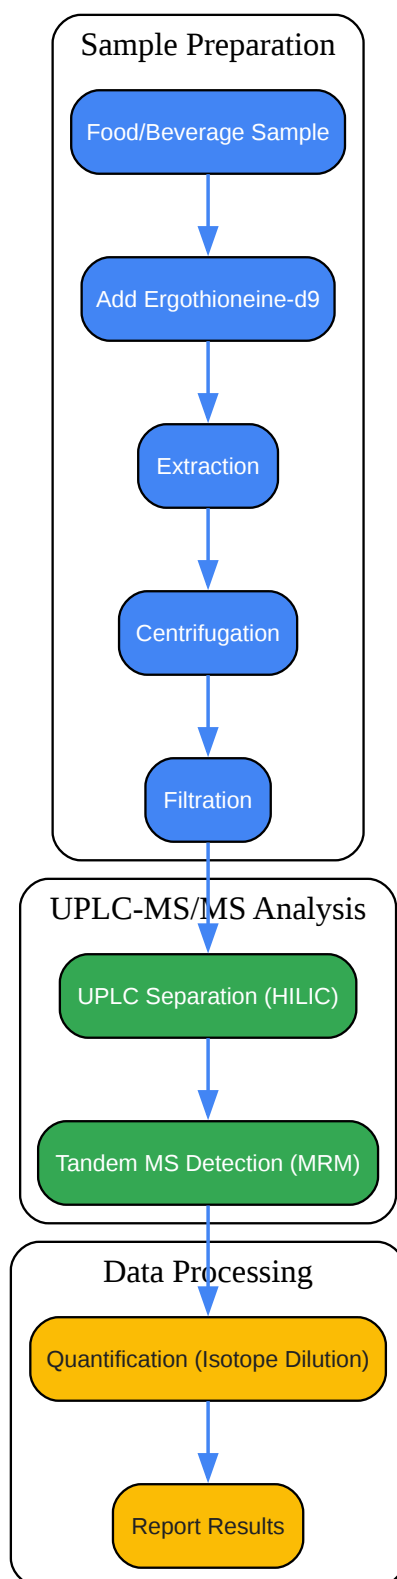 Sample Preparation
Food/Beverage Sample
Add Ergothioneine-d9
Extraction
Centrifugation
Filtration
UPLC-MS/MS Analysis
UPLC Separation (HILIC)
Tandem MS Detection (MRM)
Data Processing
Quantification (Isotope Dilution)
Report Results